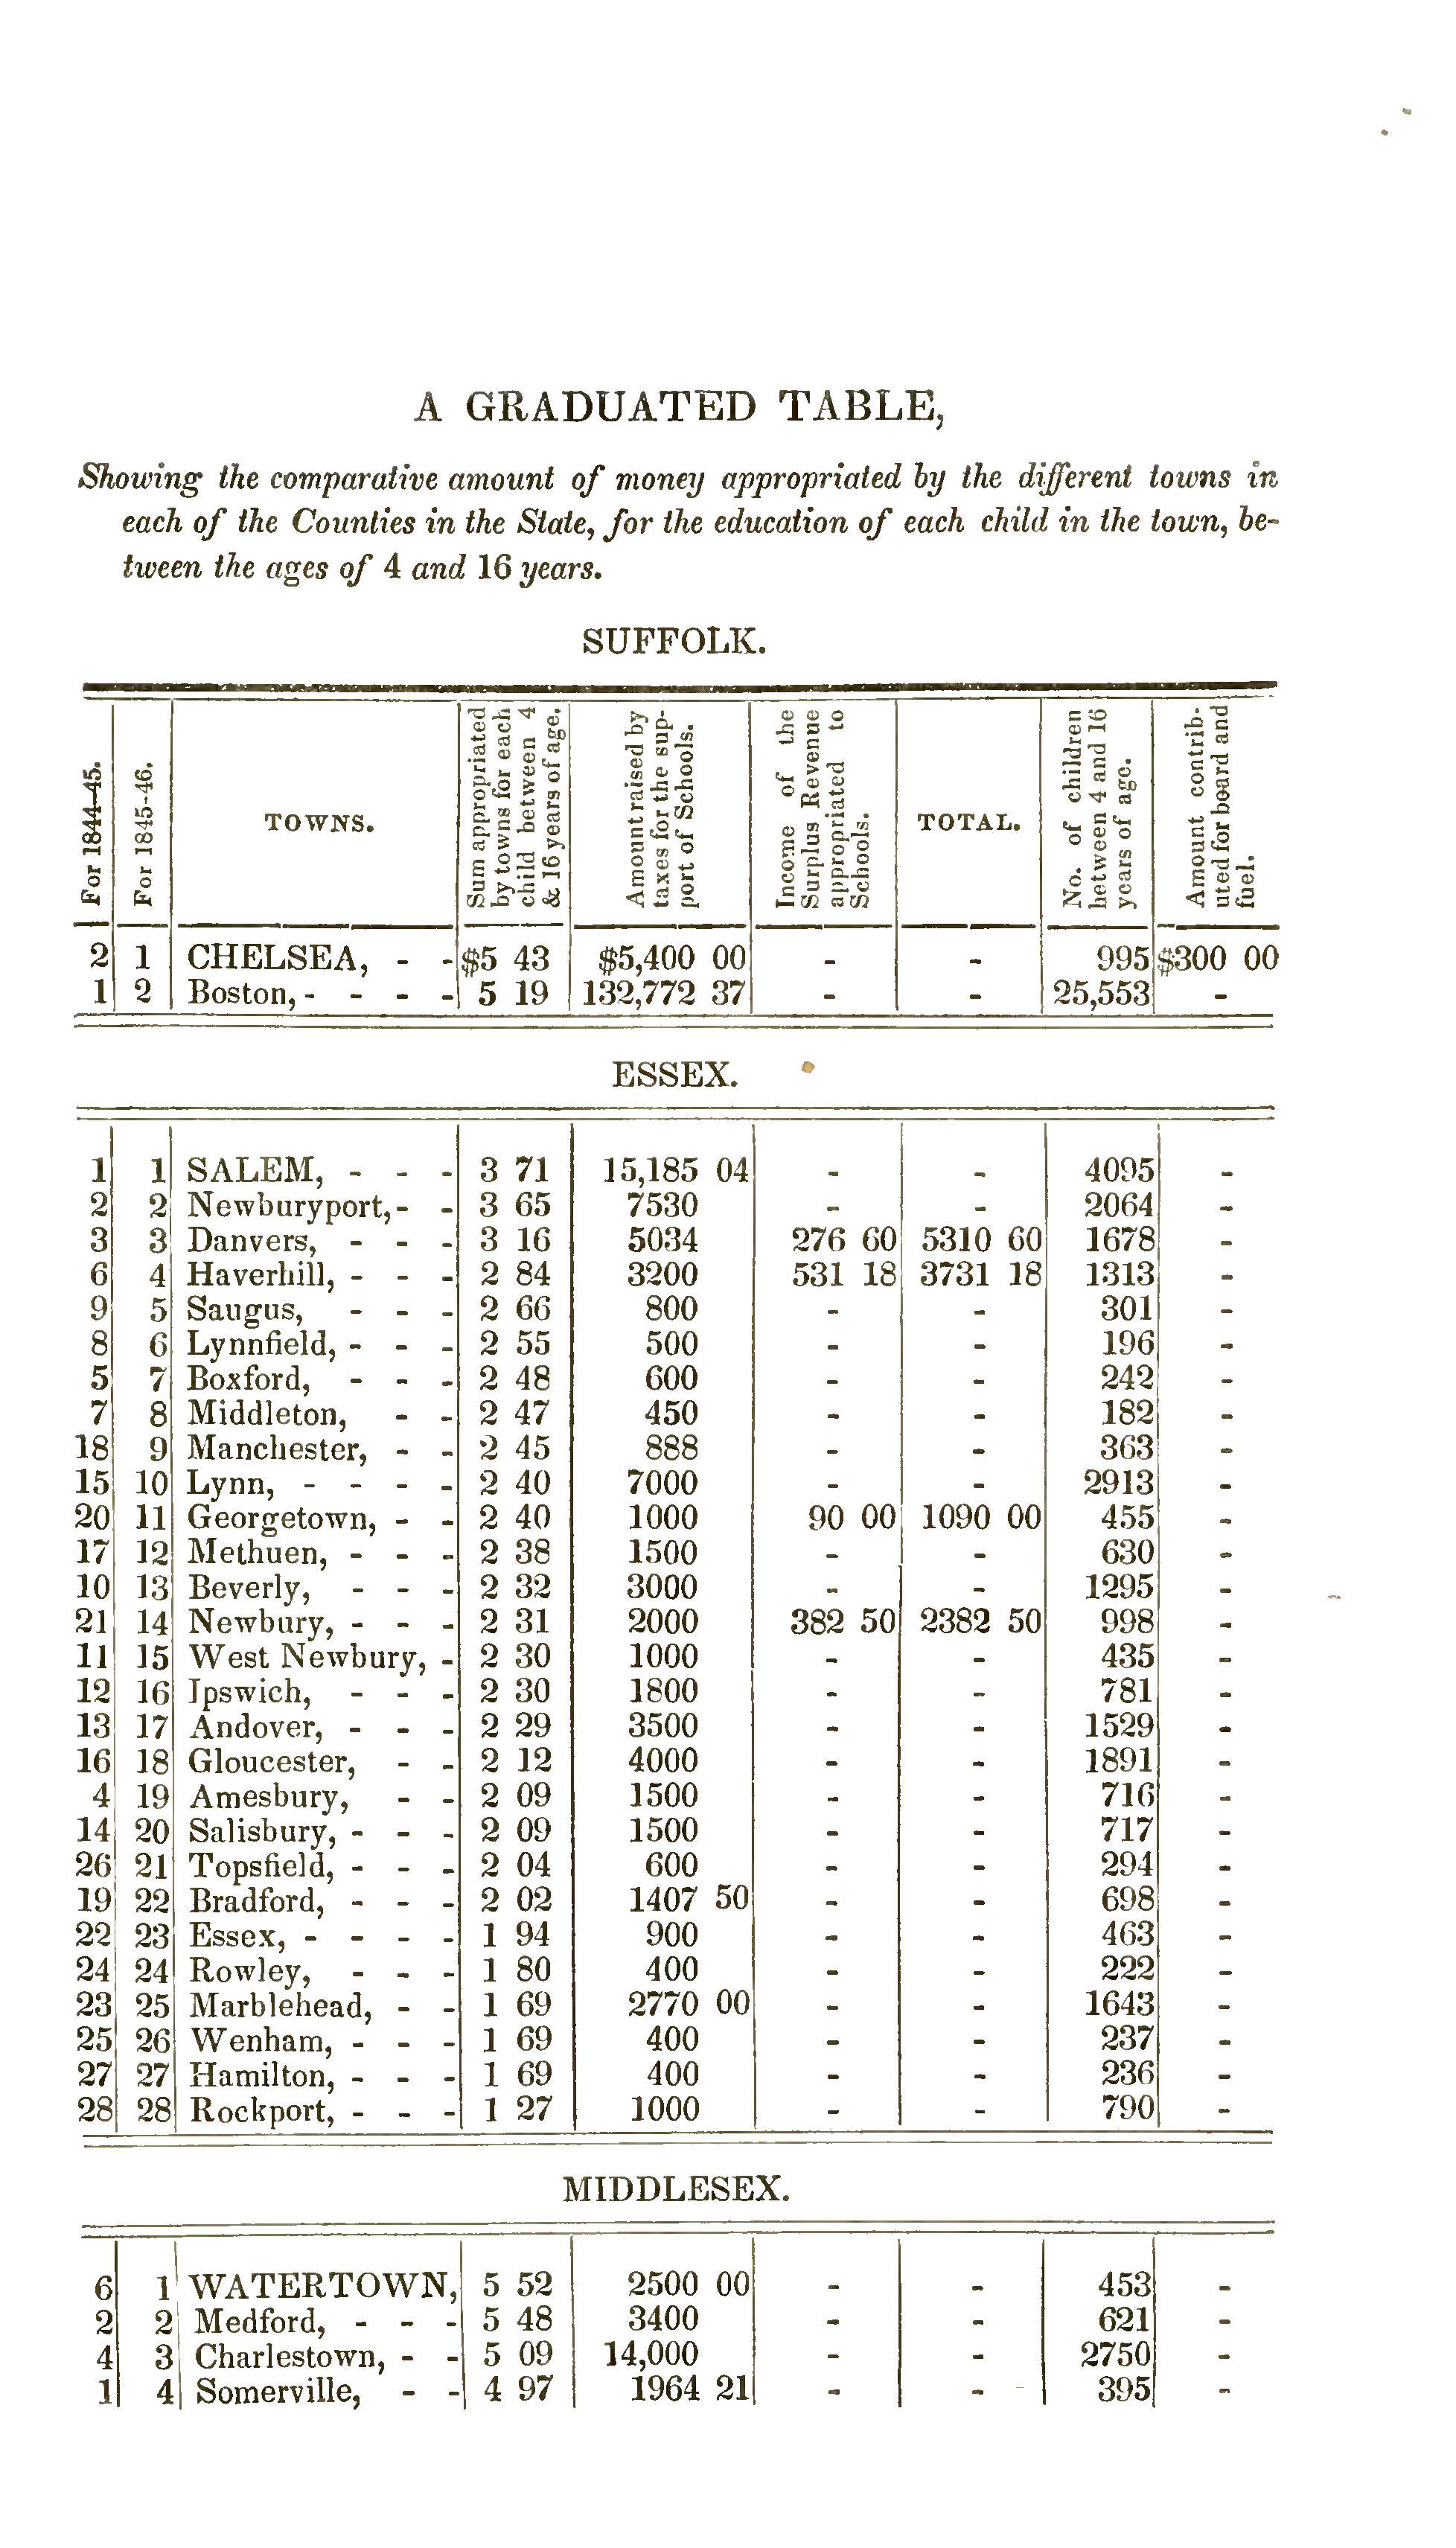 A GRADUATED TABLE,
Showing the comparative amount of money appropriated by the different towns in
each of the Counties in the State, for the education of each child in the town, be-
tween the ages of 4 and 16 years.
SUFFOLK.
For 1844-45.
For 1845-46.
TOWNS.
Sum appropriated
by towns for each
child between 4
& 16 years of age.
Amount raised by
taxes for the sup-
port of Schools.
Income of the
Surplus Revenue
appropriated to
Schools.
TOTAL.
No. of children
between 4 and 16
years of age.
Amount contrib-
uted for board and
fuel.
2 1 CHELSEA, - - $5 43 $5,400 00 - - 995 $300 00
1 2 Boston, - - - - 5 19 132,772 37 - - 25,553 -
ESSEX.
1 1 SALEM, - - - 3 71 15,185 04 - - 4095 -
2 2 Newburyport, - - 3 65 7530 - - 2064 -
3 3 Danvers, - - - 3 16 5034 276 60 5310 60 1678 -
6 4 Haverhill, - - - 2 84 3200 531 18 3731 18 1313 -
9 5 Saugus, - - - 2 66 800 - - 301 -
8 6 Lynnfield, - - - 2 55 500 - - 196 -
5 7 Boxford, - - - 2 48 600 - - 242 -
7 8 Middleton, - - 2 47 450 - - 182 -
18 9 Manchester, - - 2 45 888 - - 363 -
15 10 Lynn, - - - - 2 40 7000 - - 2913 -
20 11 Georgetown, - - 2 40 1000 90 00 1090 00 455 -
17 12 Methuen, - - - 2 38 1500 - - 630 -
10 13 Beverly, - - - 2 32 3000 - - 1295 -
21 14 Newbury, - - - 2 31 2000 382 50 2382 50 998 -
11 15 West Newbury, - 2 30 1000 - - 435 -
12 16 Ipswich, - - - 2 30 1800 - - 781 -
13 17 Andover, - - - 2 29 3500 - - 1529 -
16 18 Gloucester, - - 2 12 4000 - - 1891 -
4 19 Amesbury, - - 2 09 1500 - - 716 -
14 20 Salisbury, - - - 2 09 1500 - - 717 -
26 21 Topsfield, - - - 2 04 600 - - 294 -
19 22 Bradford, - - - 2 02 1407 50 - - 698 -
22 23 Essex, - - - - 1 94 900 - - 463 -
24 24 Rowley, - - - 1 80 400 - - 222 -
23 25 Marblehead, - - 1 69 2770 00 - - 1643 -
25 26 Wenham, - - - 1 69 400 - - 237 -
27 27 Hamilton, - - - 1 69 400 - - 236 -
28 28 Rockport, - - - 1 27 1000 - - 790 -
MIDDLESEX.
6 1 WATERTOWN, 5 52 2500 00 - - 453 -
2 2 Medford, - - - 5 48 3400 - - 621 -
4 3 Charlestown, - - 5 09 14,000 - - 2750 -
1 4 Somerville, - - 4 97 1964 21 - - 395 -